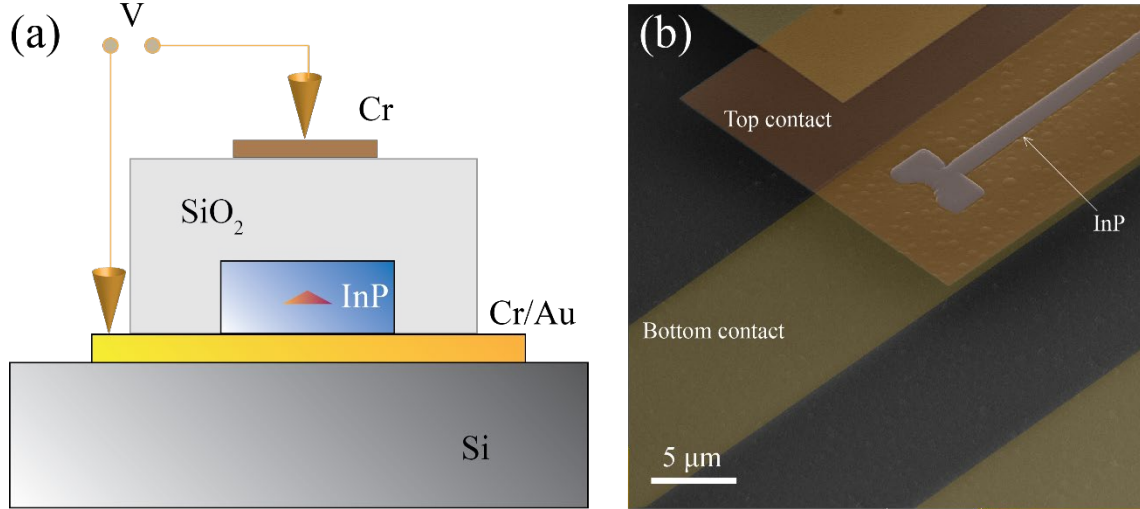 (a)
V
Cr
SiO₂
InP
Cr/Au
Si
(b)
Top contact
InP
Bottom contact
5 μm